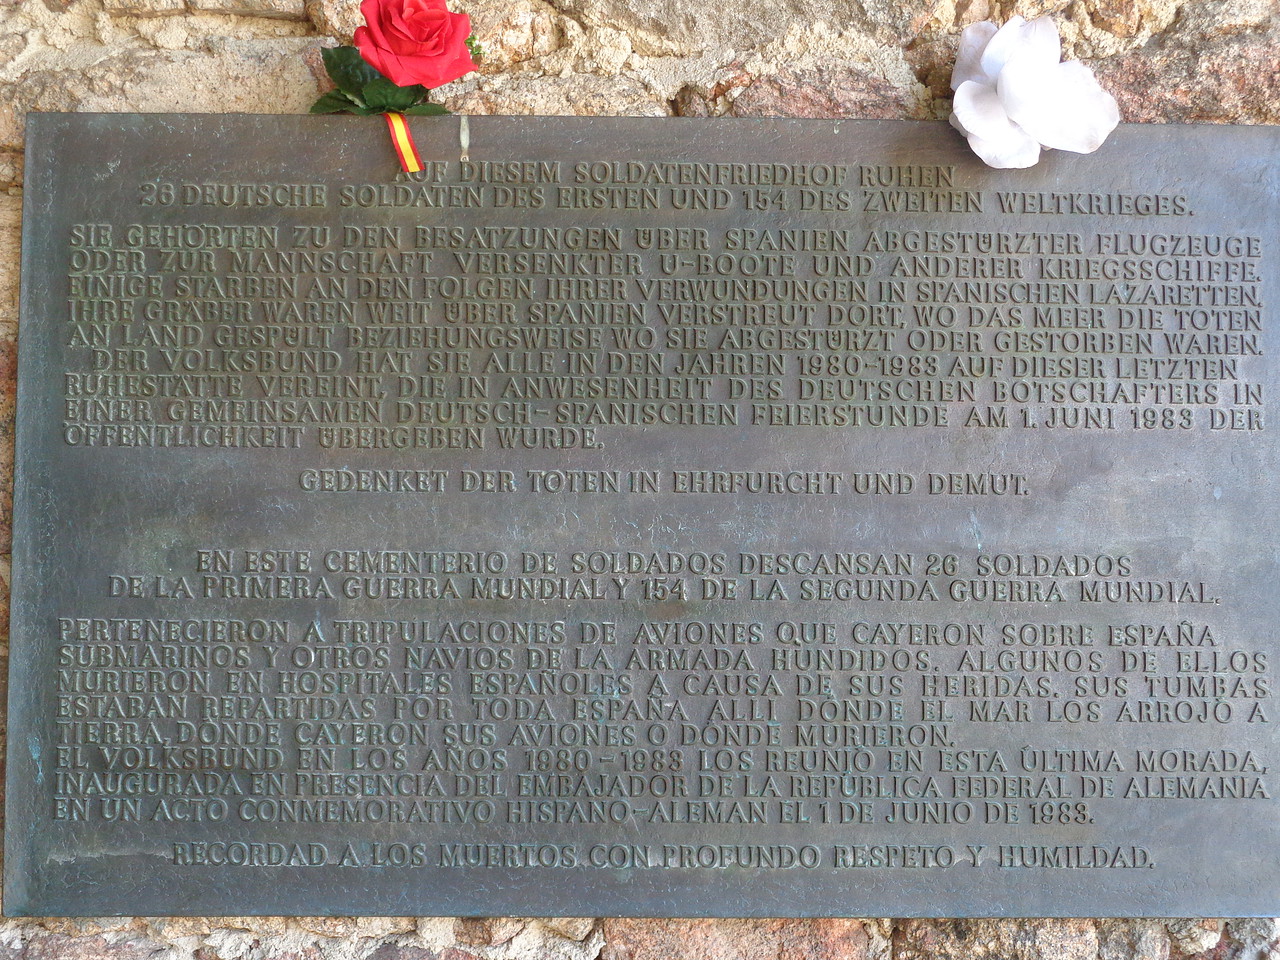 AUF DIESEM SOLDATENFRIEDHOF RUHEN
26 DEUTSCHE SOLDATEN DES ERSTEN UND 154 DES ZWEITEN WELTKRIEGES.
SIE GEHÖRTEN ZU DEN BESATZUNGEN ÜBER SPANIEN ABGESTÜRZTER FLUGZEUGE
ODER ZUR MANNSCHAFT VERSENKTER U-BOOTE UND ANDERER KRIEGSSCHIFFE.
EINIGE STARBEN AN DEN FOLGEN IHRER VERWUNDUNGEN IN SPANISCHEN LAZARETTEN.
IHRE GRÄBER WAREN WEIT ÜBER SPANIEN VERSTREUT DORT, WO DAS MEER DIE TOTEN
AN LAND GESPÜLT BEZIEHUNGSWEISE WO SIE ABGESTÜRZT ODER GESTORBEN WAREN.
DER VOLKSBUND HAT SIE ALLE IN DEN JAHREN 1980-1983 AUF DIESER LETZTEN
RUHESTÄTTE VEREINT, DIE IN ANWESENHEIT DES DEUTSCHEN BOTSCHAFTERS IN
EINER GEMEINSAMEN DEUTSCH-SPANISCHEN FEIERSTUNDE AM 1. JUNI 1983 DER
ÖFFENTLICHKEIT ÜBERGEBEN WURDE.
GEDENKET DER TOTEN IN EHRFURCHT UND DEMUT.
EN ESTE CEMENTERIO DE SOLDADOS DESCANSAN 26 SOLDADOS
DE LA PRIMERA GUERRA MUNDIAL Y 154 DE LA SEGUNDA GUERRA MUNDIAL.
PERTENECIERON A TRIPULACIONES DE AVIONES QUE CAYERON SOBRE ESPAÑA
SUBMARINOS Y OTROS NAVIOS DE LA ARMADA HUNDIDOS. ALGUNOS DE ELLOS
MURIERON EN HOSPITALES ESPAÑOLES A CAUSA DE SUS HERIDAS. SUS TUMBAS
ESTABAN REPARTIDAS POR TODA ESPAÑA, ALLI DÓNDE EL MAR LOS ARROJÓ A
TIERRA, DÓNDE CAYERON SUS AVIONES O DÓNDE MURIERON.
EL VOLKSBUND EN LOS AÑOS 1980-1983 LOS REUNIÓ EN ESTA ÚLTIMA MORADA,
INAUGURADA EN PRESENCIA DEL EMBAJADOR DE LA REPÚBLICA FEDERAL DE ALEMANIA
EN UN ACTO CONMEMORATIVO HISPANO-ALEMAN EL 1 DE JUNIO DE 1983.
RECORDAD A LOS MUERTOS CON PROFUNDO RESPETO Y HUMILDAD.